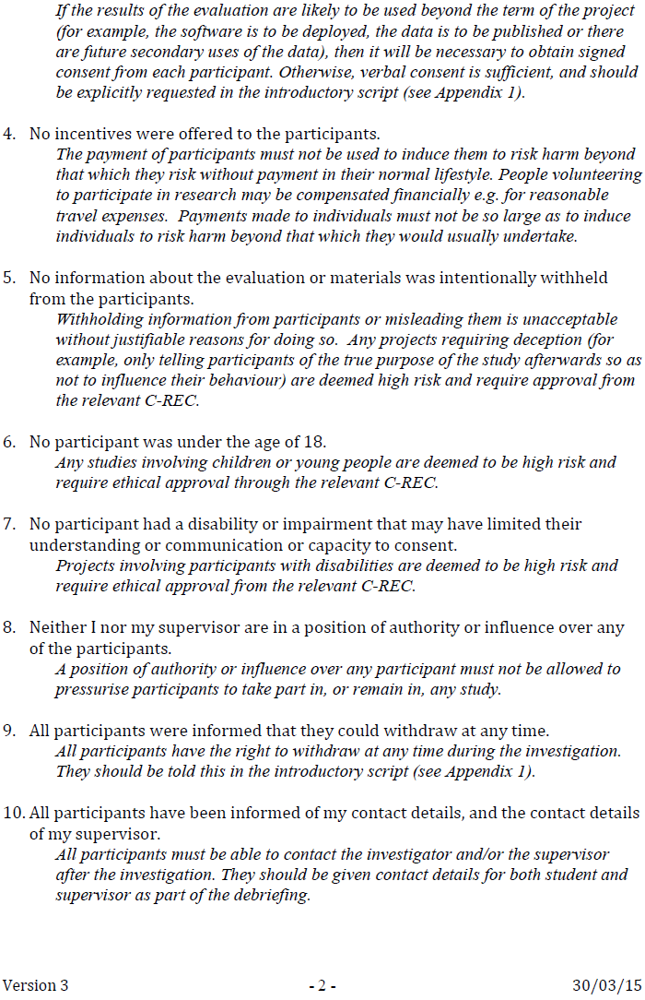 If the results of the evaluation are likely to be used beyond the term of the project
(for example, the software is to be deployed, the data is to be published or there
are future secondary uses of the data), then it will be necessary to obtain signed
consent from each participant. Otherwise, verbal consent is sufficient, and should
be explicitly requested in the introductory script (see Appendix 1).
4. No incentives were offered to the participants.
The payment of participants must not be used to induce them to risk harm beyond
that which they risk without payment in their normal lifestyle. People volunteering
to participate in research may be compensated financially e.g. for reasonable
travel expenses. Payments made to individuals must not be so large as to induce
individuals to risk harm beyond that which they would usually undertake.
5. No information about the evaluation or materials was intentionally withheld
from the participants.
Withholding information from participants or misleading them is unacceptable
without justifiable reasons for doing so. Any projects requiring deception (for
example, only telling participants of the true purpose of the study afterwards so as
not to influence their behaviour) are deemed high risk and require approval from
the relevant C-REC.
6. No participant was under the age of 18.
Any studies involving children or young people are deemed to be high risk and
require ethical approval through the relevant C-REC.
7. No participant had a disability or impairment that may have limited their
understanding or communication or capacity to consent.
Projects involving participants with disabilities are deemed to be high risk and
require ethical approval from the relevant C-REC.
8. Neither I nor my supervisor are in a position of authority or influence over any
of the participants.
A position of authority or influence over any participant must not be allowed to
pressurise participants to take part in, or remain in, any study.
9. All participants were informed that they could withdraw at any time.
All participants have the right to withdraw at any time during the investigation.
They should be told this in the introductory script (see Appendix 1).
10. All participants have been informed of my contact details, and the contact details
of my supervisor.
All participants must be able to contact the investigator and/or the supervisor
after the investigation. They should be given contact details for both student and
supervisor as part of the debriefing.
Version 3 - 2 - 30/03/15